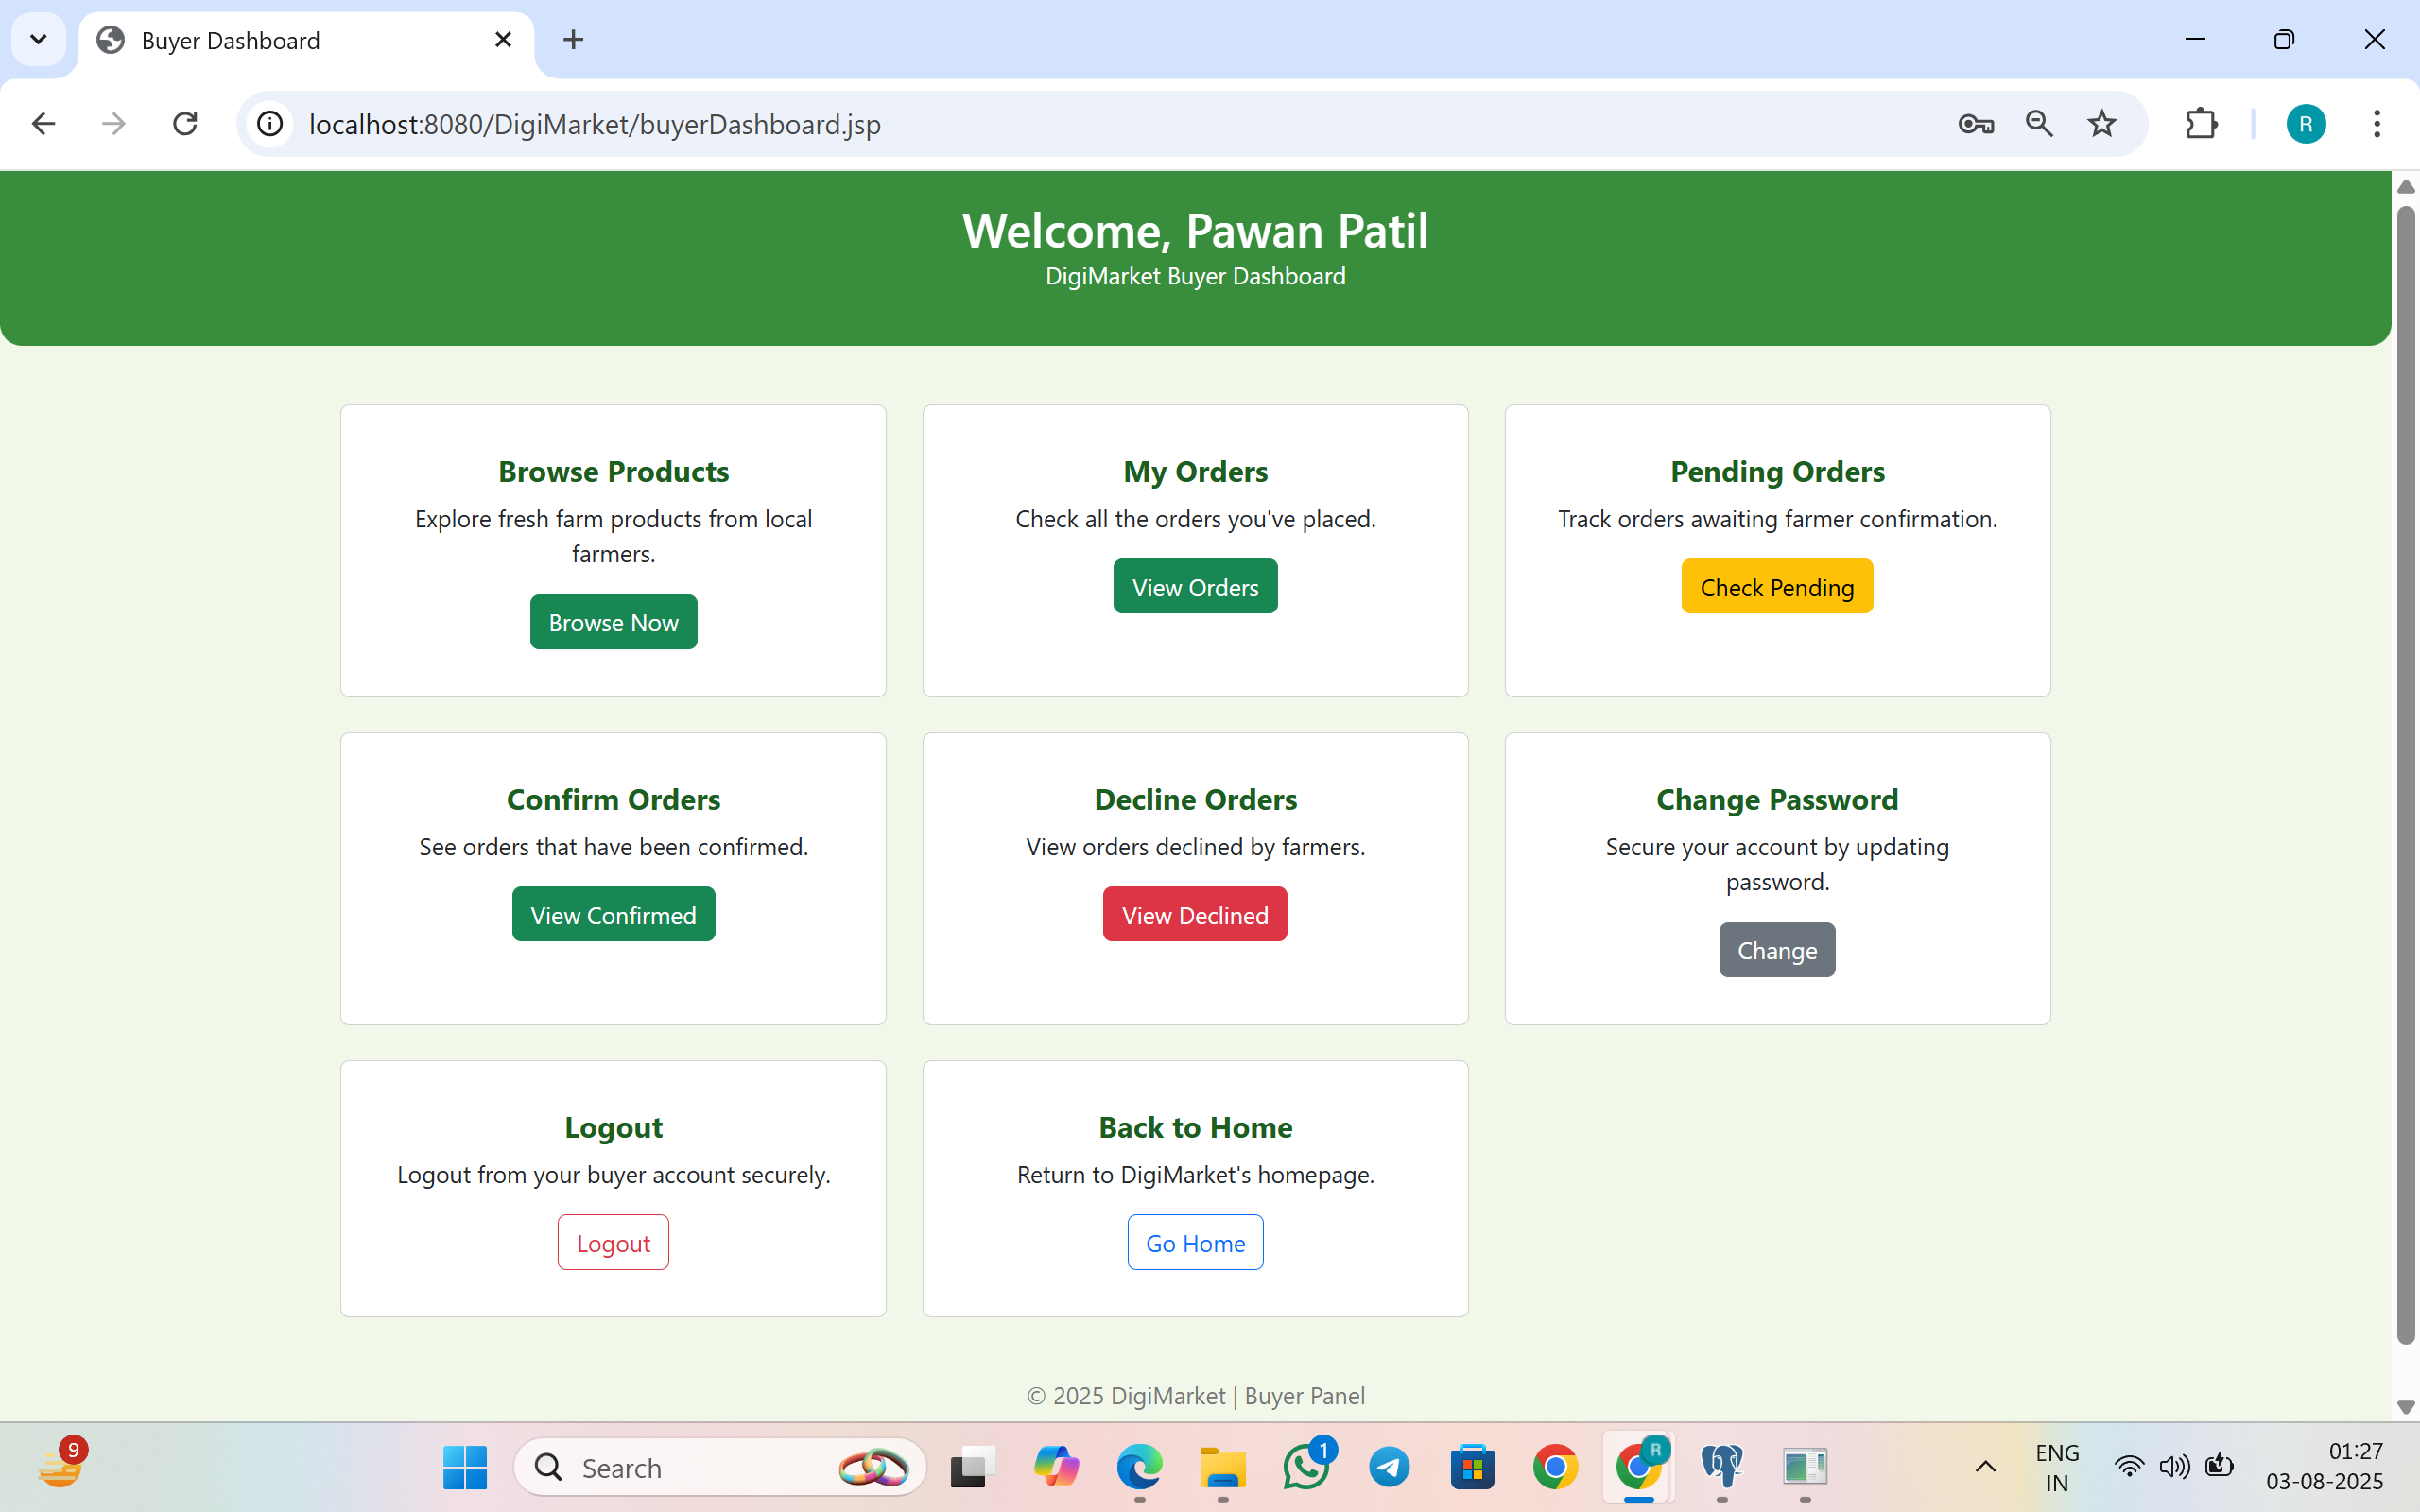 Buyer Dashboard
localhost:8080/DigiMarket/buyerDashboard.jsp
R
Welcome, Pawan Patil
DigiMarket Buyer Dashboard
Browse Products
Explore fresh farm products from local
farmers.
Browse Now
My Orders
Check all the orders you've placed.
View Orders
Pending Orders
Track orders awaiting farmer confirmation.
Check Pending
Confirm Orders
See orders that have been confirmed.
View Confirmed
Decline Orders
View orders declined by farmers.
View Declined
Change Password
Secure your account by updating
password.
Change
Logout
Logout from your buyer account securely.
Logout
Back to Home
Return to DigiMarket's homepage.
Go Home
© 2025 DigiMarket | Buyer Panel
9
Search
1
R
ENG
IN
01:27
03-08-2025